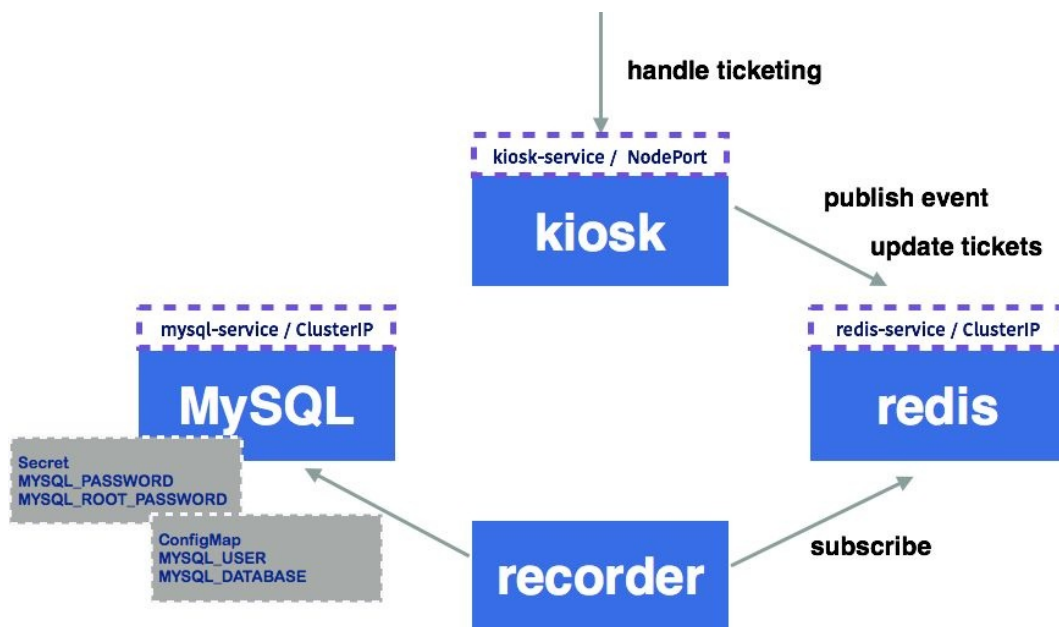 handle ticketing
kiosk-service / NodePort
kiosk
publish event
update tickets
mysql-service / ClusterIP
MySQL
redis-service / ClusterIP
redis
Secret
MYSQL_PASSWORD
MYSQL_ROOT_PASSWORD
ConfigMap
MYSQL_USER
MYSQL_DATABASE
recorder
subscribe